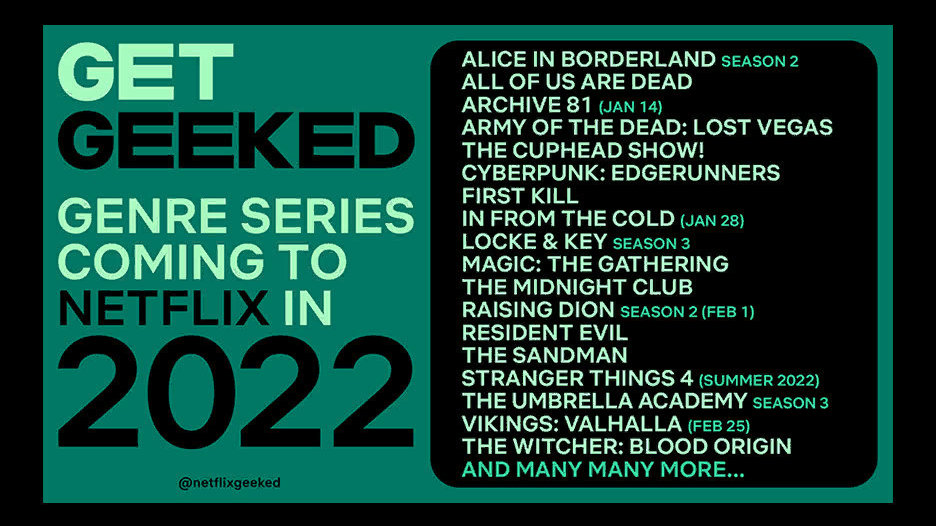 GET
GEEKED
GENRE SERIES
COMING TO
NETFLIX IN
2022
@netflixgeeked
ALICE IN BORDERLAND SEASON 2
ALL OF US ARE DEAD
ARCHIVE 81 (JAN 14)
ARMY OF THE DEAD: LOST VEGAS
THE CUPHEAD SHOW!
CYBERPUNK: EDGERUNNERS
FIRST KILL
IN FROM THE COLD (JAN 28)
LOCKE & KEY SEASON 3
MAGIC: THE GATHERING
THE MIDNIGHT CLUB
RAISING DION SEASON 2 (FEB 1)
RESIDENT EVIL
THE SANDMAN
STRANGER THINGS 4 (SUMMER 2022)
THE UMBRELLA ACADEMY SEASON 3
VIKINGS: VALHALLA (FEB 25)
THE WITCHER: BLOOD ORIGIN
AND MANY MANY MORE...